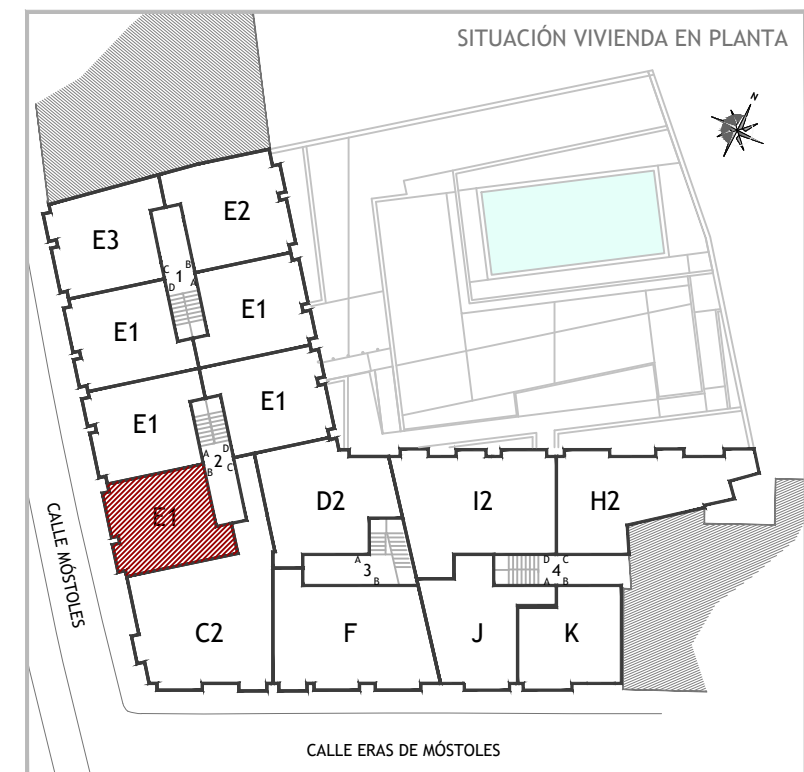 SITUACIÓN VIVIENDA EN PLANTA
N
E3
E2
C B
1
D A
E1
E1
E1
E1
A D
2
B C
E1
D2
I2
H2
A
3
B
D C
4
A B
C2
F
J
K
CALLE MÓSTOLES
CALLE ERAS DE MÓSTOLES